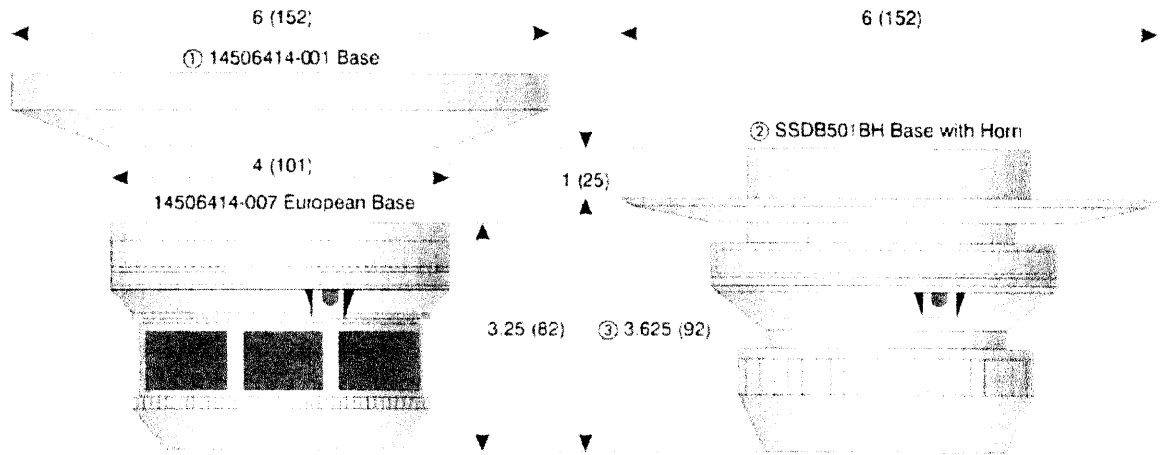 6 (152)
① 14506414-001 Base
4 (101)
14506414-007 European Base
3.25 (82)
6 (152)
② SSDB501BH Base with Horn
1 (25)
③ 3.625 (92)